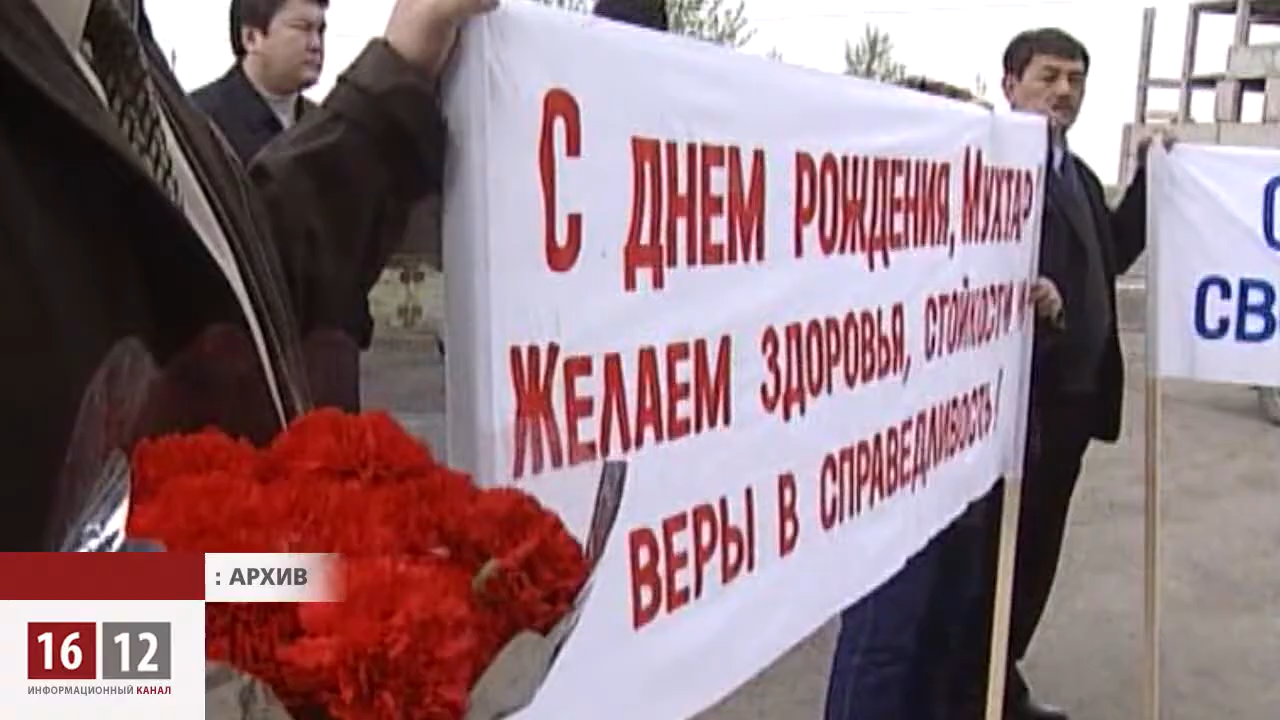 С ДНЕМ РОЖДЕНИЯ, МУХТАР
ЖЕЛАЕМ ЗДОРОВЬЯ, СТОЙКОСТИ
ВЕРЫ В СПРАВЕДЛИВОСТЬ!
СВ
: АРХИВ
16 12
ИНФОРМАЦИОННЫЙ КАНАЛ